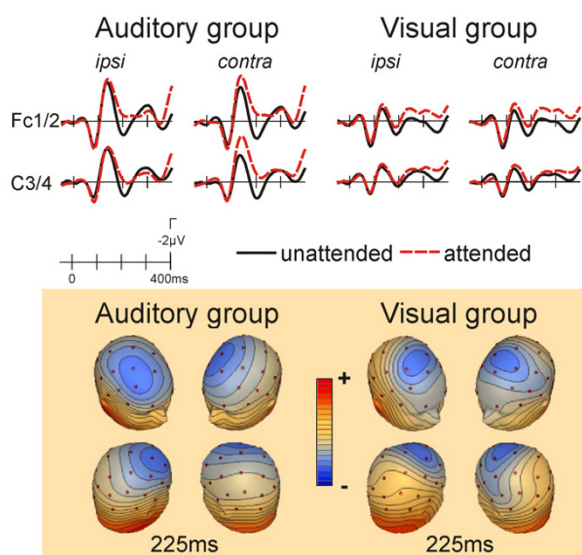 Auditory group Visual group
ipsi contra ipsi contra
Fc1/2
C3/4
-2µV
unattended attended
0 400ms
Auditory group Visual group
+
-
225ms 225ms